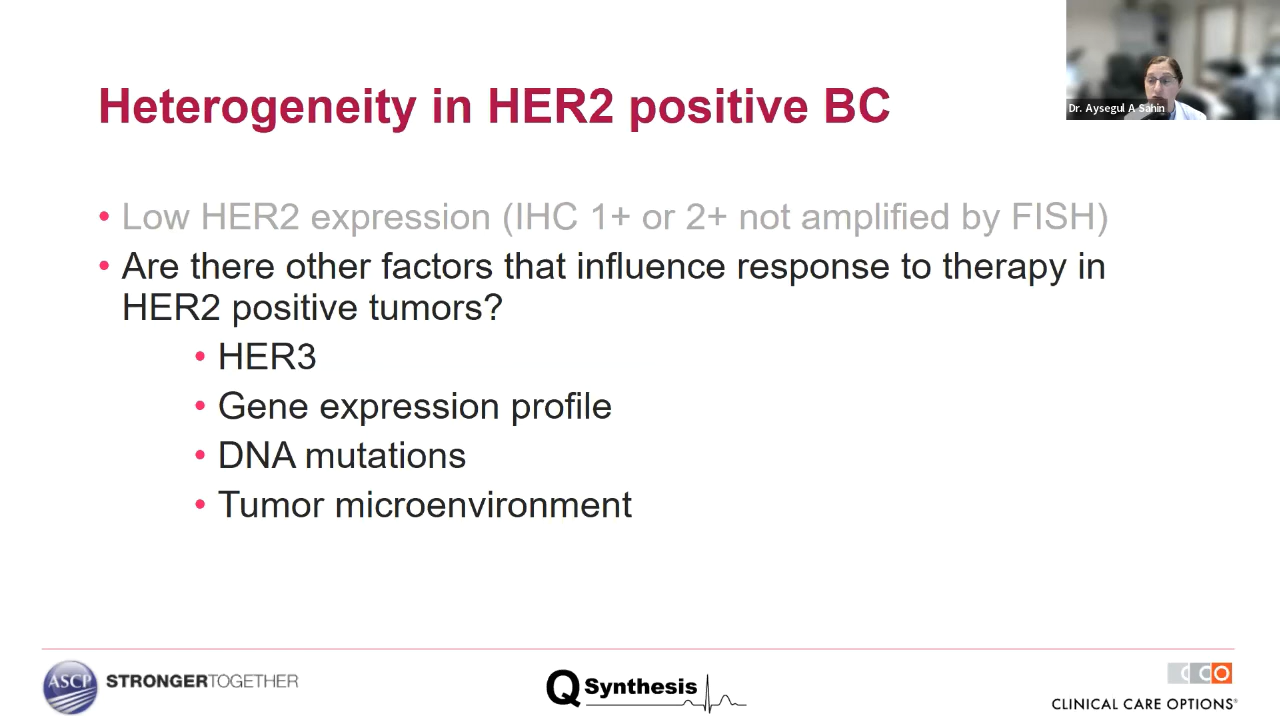 Dr. Aysegul A Sahin
Heterogeneity in HER2 positive BC
• Low HER2 expression (IHC 1+ or 2+ not amplified by FISH)
• Are there other factors that influence response to therapy in
HER2 positive tumors?
• HER3
• Gene expression profile
• DNA mutations
• Tumor microenvironment
ASCP STRONGERTOGETHER
Q Synthesis
CCO
CLINICAL CARE OPTIONS®